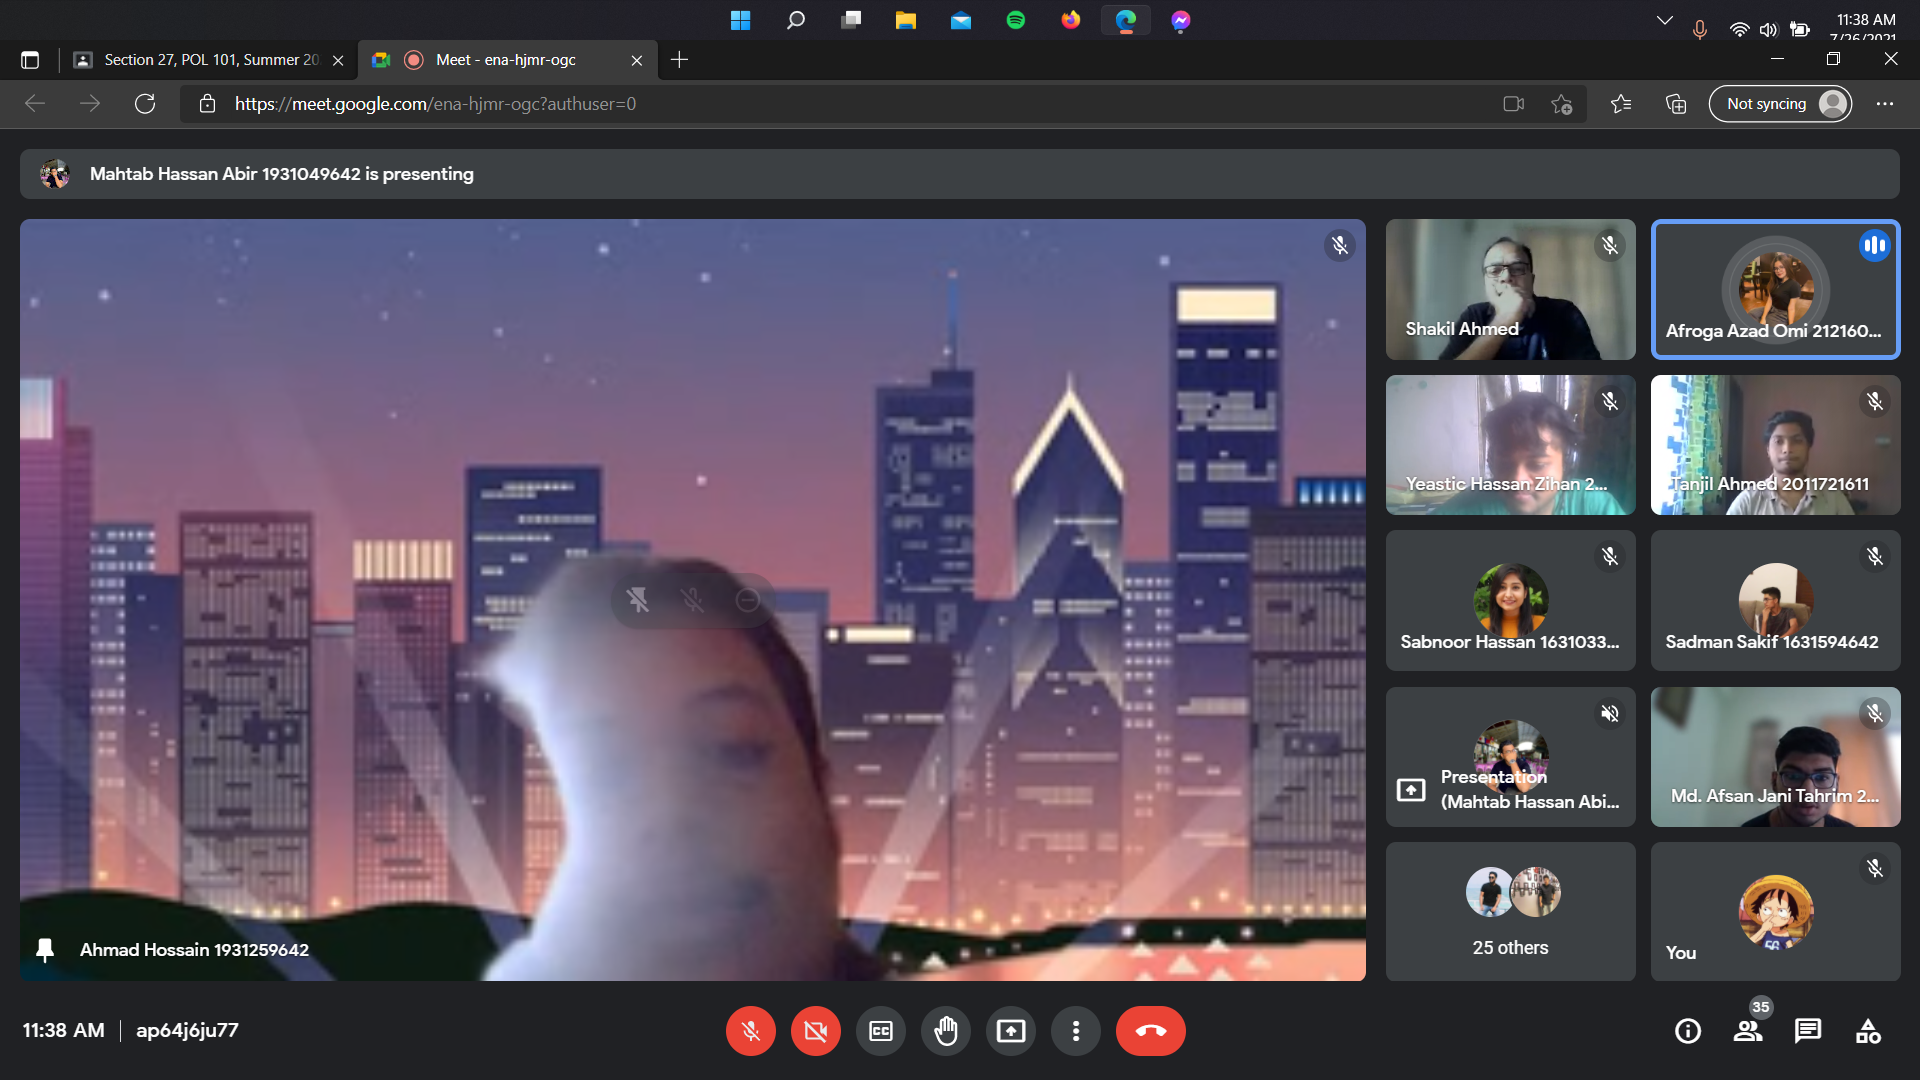 11:38 AM
Section 27, POL 101, Summer 20
Meet - ena-hjmr-ogc
https://meet.google.com/ena-hjmr-ogc?authuser=0
Not syncing
Mahtab Hassan Abir 1931049642 is presenting
Shakil Ahmed
Afroga Azad Omi 212160...
Yeastic Hassan Zihan 2...
Tanjil Ahmed 2011721611
Sabnoor Hassan 1631033...
Sadman Sakif 1631594642
Presentation
(Mahtab Hassan Abi...
Md. Afsan Jani Tahrim 2...
Ahmad Hossain 1931259642
25 others
You
11:38 AM | ap64j6ju77
CC
35